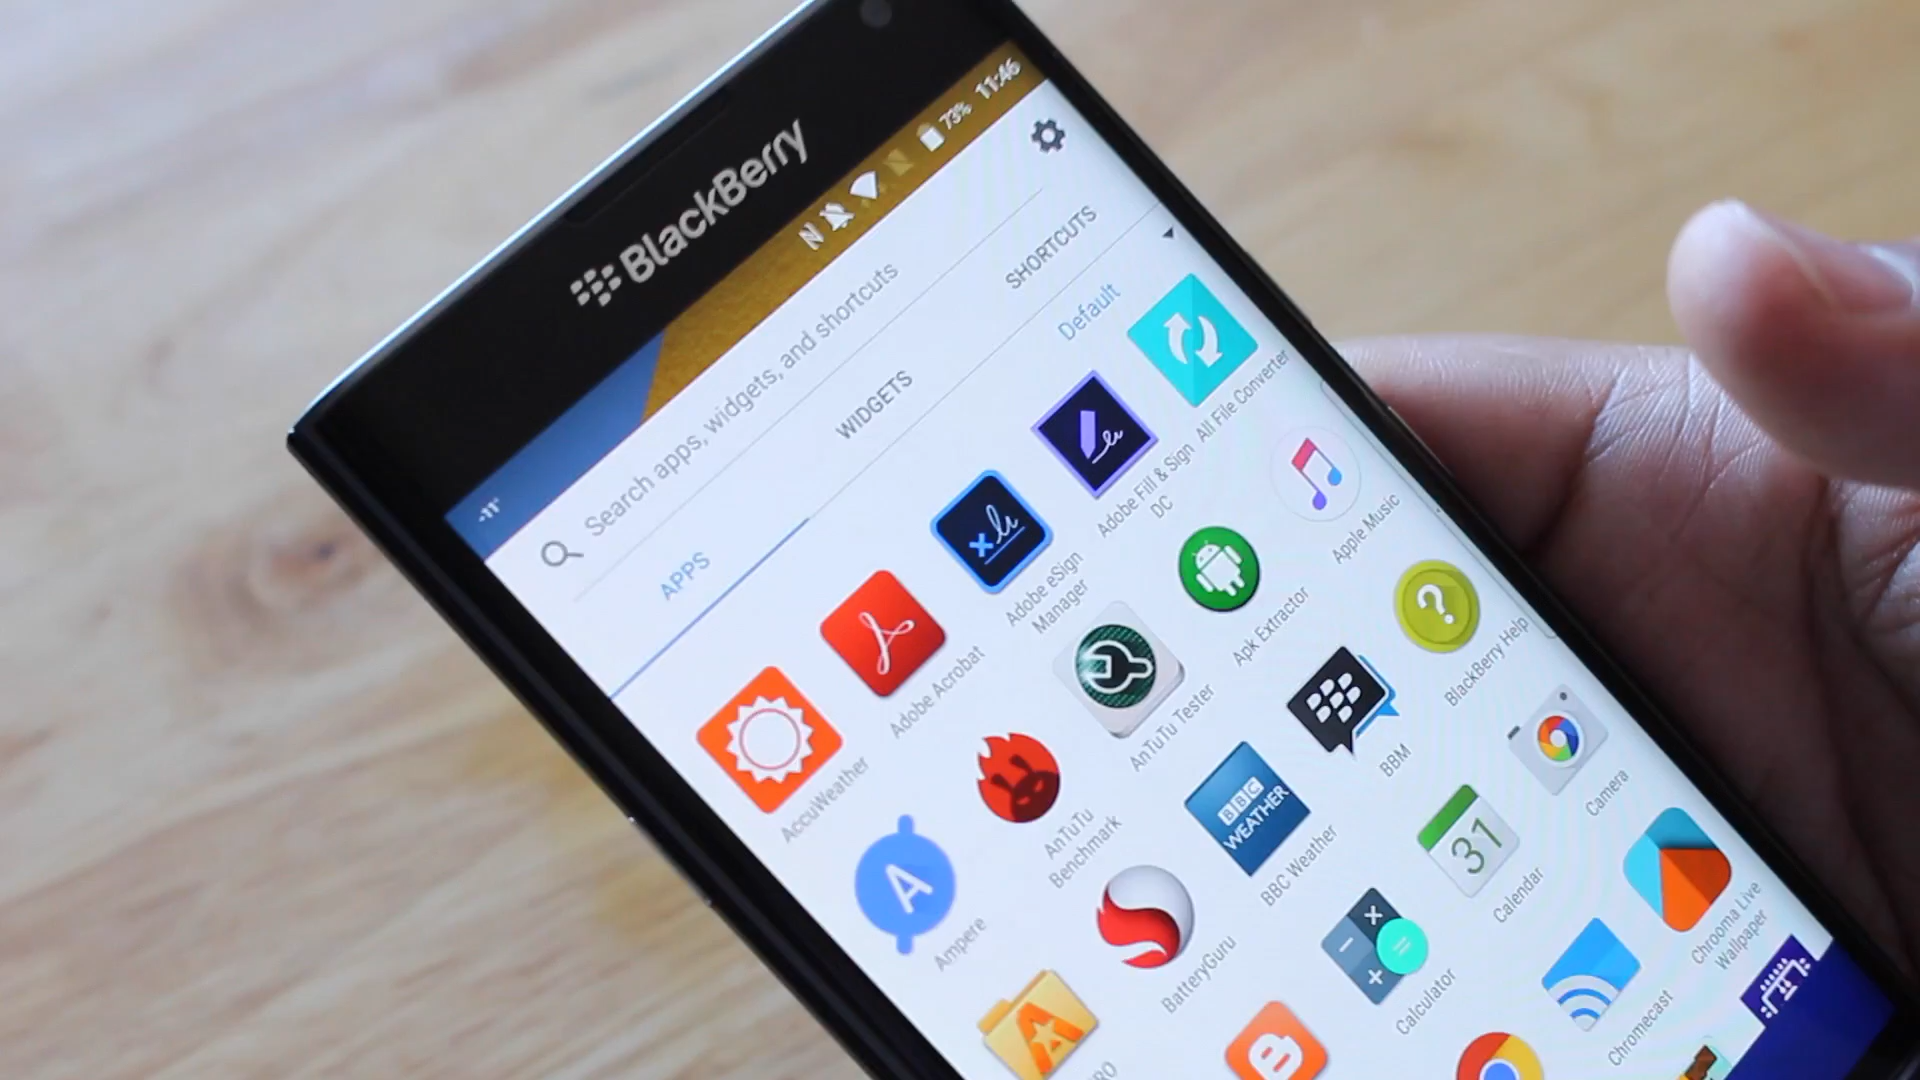 BlackBerry
-11°
73% 11:46
Search apps, widgets, and shortcuts
APPS
WIDGETS
SHORTCUTS
Default
AccuWeather
Adobe Acrobat
Adobe eSign
Manager
Adobe Fill & Sign
DC
All File Converter
A
Ampere
AnTuTu
Benchmark
AnTuTu Tester
Apk Extractor
Apple Music
BatteryGuru
BBC
WEATHER
BBC Weather
BBM
?
BlackBerry Help
31
Calculator
Calendar
Camera
Chromecast
Chrooma Live
Wallpaper